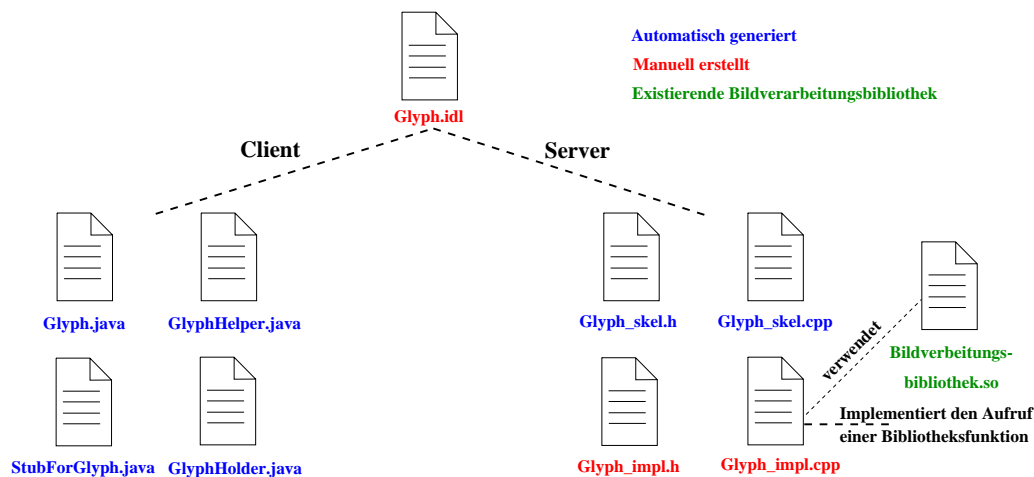 Automatisch generiert
Manuell erstellt
Existierende Bildverarbeitungsbibliothek
Glyph.idl
Client
Server
Glyph.java
GlyphHelper.java
Glyph_skel.h
Glyph_skel.cpp
verwendet
Bildverbeitungs-
bibliothek.so
Implementiert den Aufruf
einer Bibliotheksfunktion
StubForGlyph.java
GlyphHolder.java
Glyph_impl.h
Glyph_impl.cpp